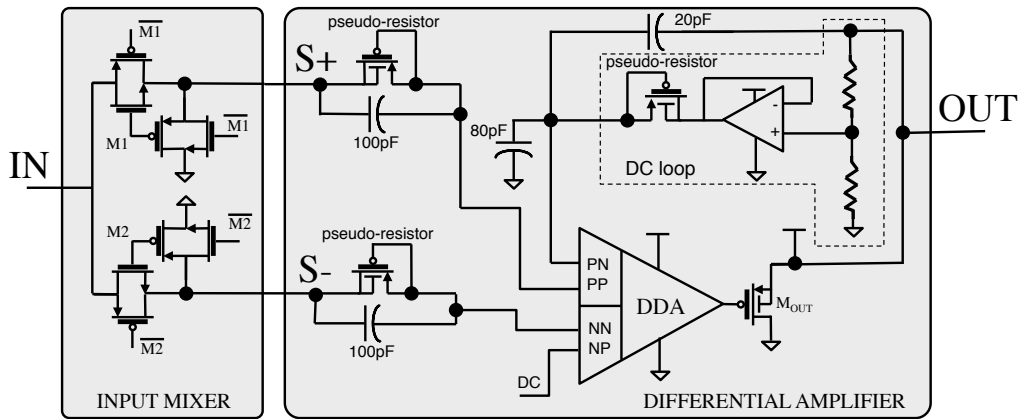 M1
pseudo-resistor
20pF
S+
pseudo-resistor
M1
M1
100pF
80pF
-
+
OUT
IN
DC loop
M2
M2
pseudo-resistor
S-
PN
PP
DDA
NN
NP
MOUT
M2
100pF
DC
INPUT MIXER
DIFFERENTIAL AMPLIFIER